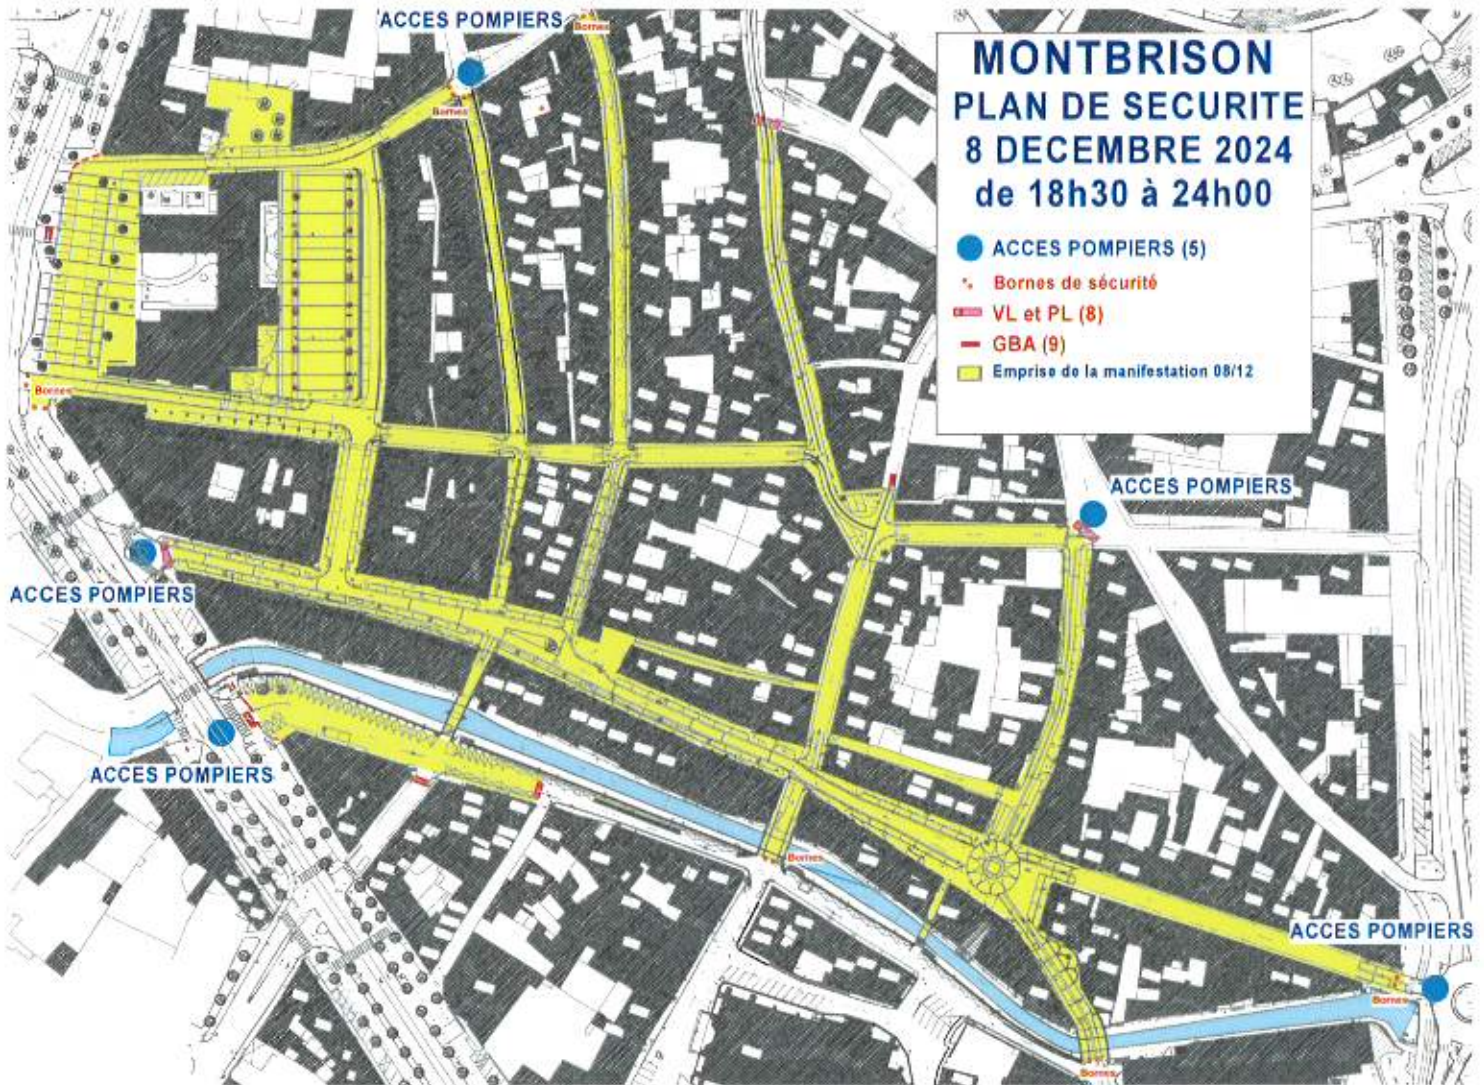 ACCES POMPIERS
Bornes
MONTBRISON
PLAN DE SECURITE
8 DECEMBRE 2024
de 18h30 à 24h00
ACCES POMPIERS (5)
Bornes de sécurité
VL et PL (8)
GBA (9)
Emprise de la manifestation 08/12
Bornes
Bornes
ACCES POMPIERS
ACCES POMPIERS
ACCES POMPIERS
Bornes
ACCES POMPIERS
Bornes
Bornes